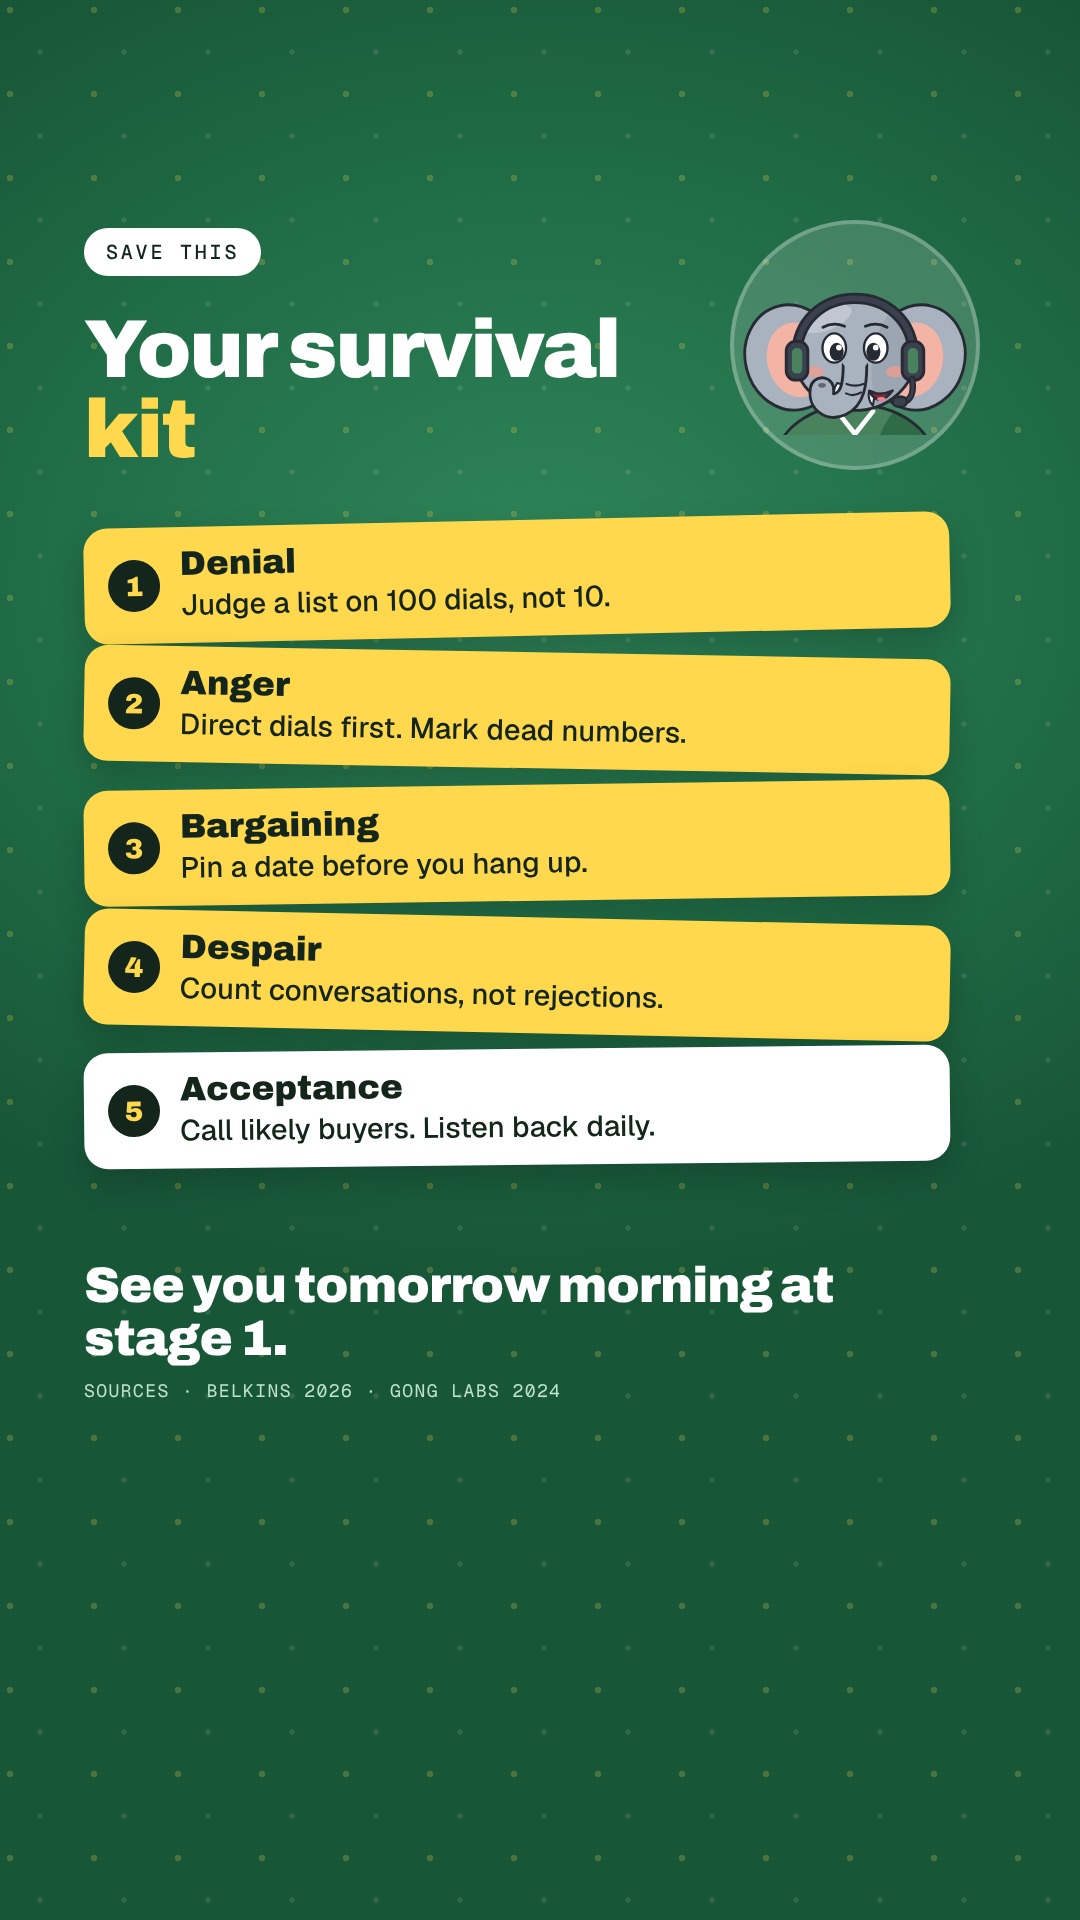 SAVE THIS
Your survival
kit
1
Denial
Judge a list on 100 dials, not 10.
2
Anger
Direct dials first. Mark dead numbers.
3
Bargaining
Pin a date before you hang up.
4
Despair
Count conversations, not rejections.
5
Acceptance
Call likely buyers. Listen back daily.
See you tomorrow morning at
stage 1.
SOURCES · BELKINS 2026 · GONG LABS 2024